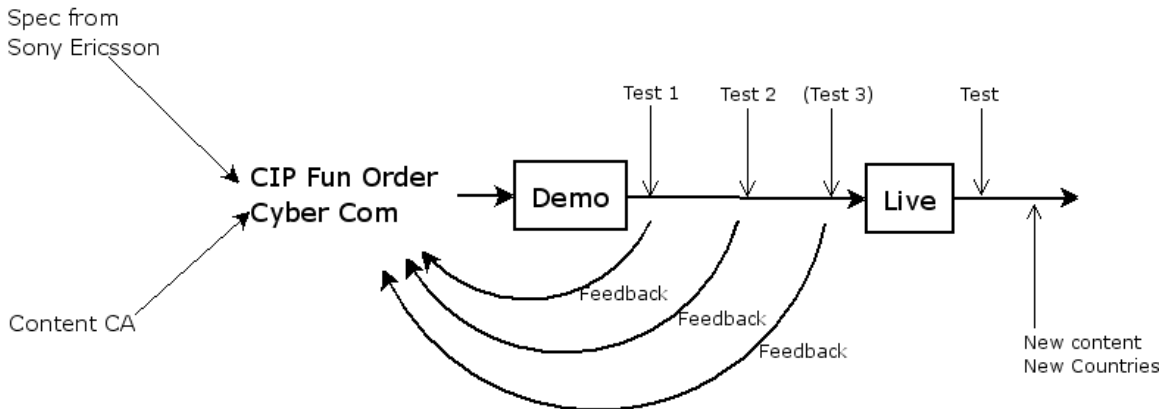 Spec from
Sony Ericsson
Test 1
Test 2
(Test 3)
Test
CIP Fun Order
Cyber Com
Demo
Live
Feedback
Feedback
Feedback
Content CA
New content
New Countries